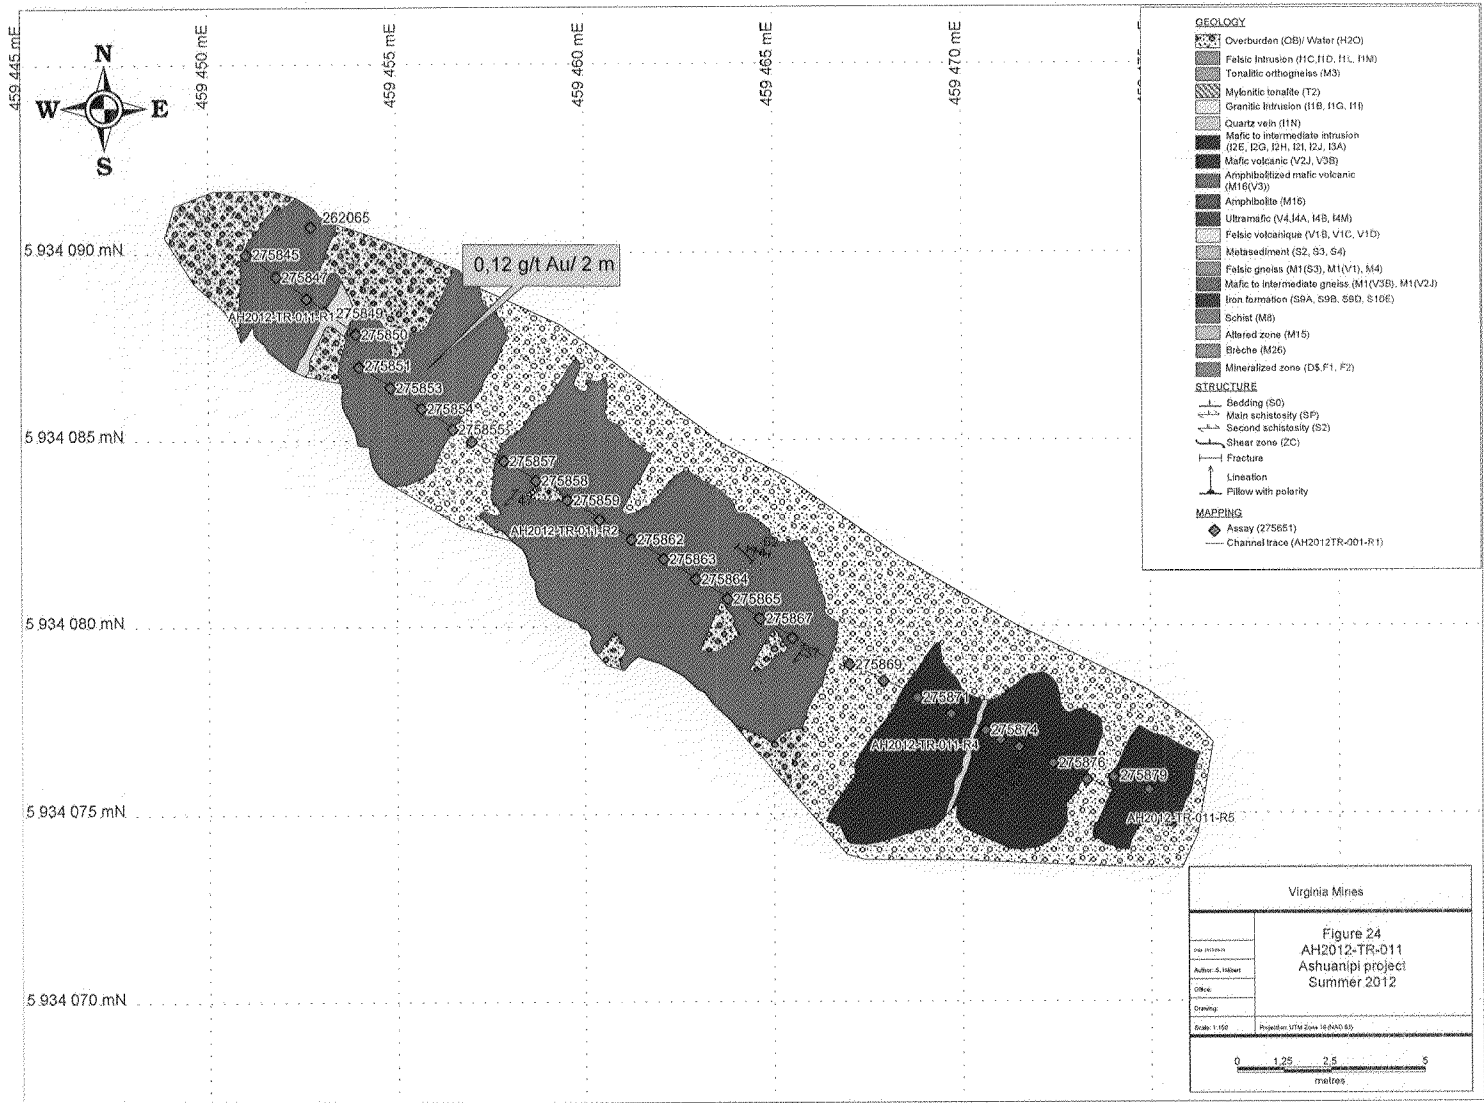 459 445 mE
459 450 mE
459 455 mE
459 460 mE
459 465 mE
459 470 mE
N
W E
S
5 934 090 mN
5 934 085 mN
5 934 080 mN
5 934 075 mN
5 934 070 mN
262065
275845
275847
AH2012-TR-011-R1
275849
275850
0,12 g/t Au/ 2 m
275851
275853
275854
275855
275857
275858
275859
AH2012-TR-011-R2
275862
275863
275864
275865
275867
275869
275871
275874
AH2012-TR-011-R4
275876
275879
AH2012-TR-011-R5
GEOLOGY
Overburden (OB)/ Water (H2O)
Felsic Intrusion (I1C,I1D, I1L, I1M)
Tonalitic orthogneiss (M3)
Mylonitic tonalite (T2)
Granitic Intrusion (I1B, I1G, I1I)
Quartz vein (I1N)
Mafic to intermediate intrusion
(I2E, I2G, I2H, I2I, I2J, I3A)
Mafic volcanic (V2J, V3B)
Amphibolitized mafic volcanic
(M16(V3))
Amphibolite (M16)
Ultramafic (V4,I4A, I4B, I4M)
Felsic volcanique (V1B, V1C, V1D)
Metasediment (S2, S3, S4)
Felsic gneiss (M1(S3), M1(V1), M4)
Mafic to Intermediate gneiss (M1(V3B), M1(V2J)
Iron formation (S9A, S9B, S9D, S10E)
Schist (M8)
Altered zone (M15)
Brèche (M26)
Mineralized zone (D$,F1, F2)
STRUCTURE
Bedding (S0)
Main schistosity (SP)
Second schistosity (S2)
Shear zone (ZC)
Fracture
Lineation
Pillow with polarity
MAPPING
Assay (275651)
Channel trace (AH2012TR-001-R1)
Virginia Mines
Figure 24
AH2012-TR-011
Ashuanipi project
Summer 2012
Author: S. Hébert
Office:
Drawing:
Scale: 1:150
Projection: UTM Zone 19 (NAD 83)
0 1,25 2,5 5
metres